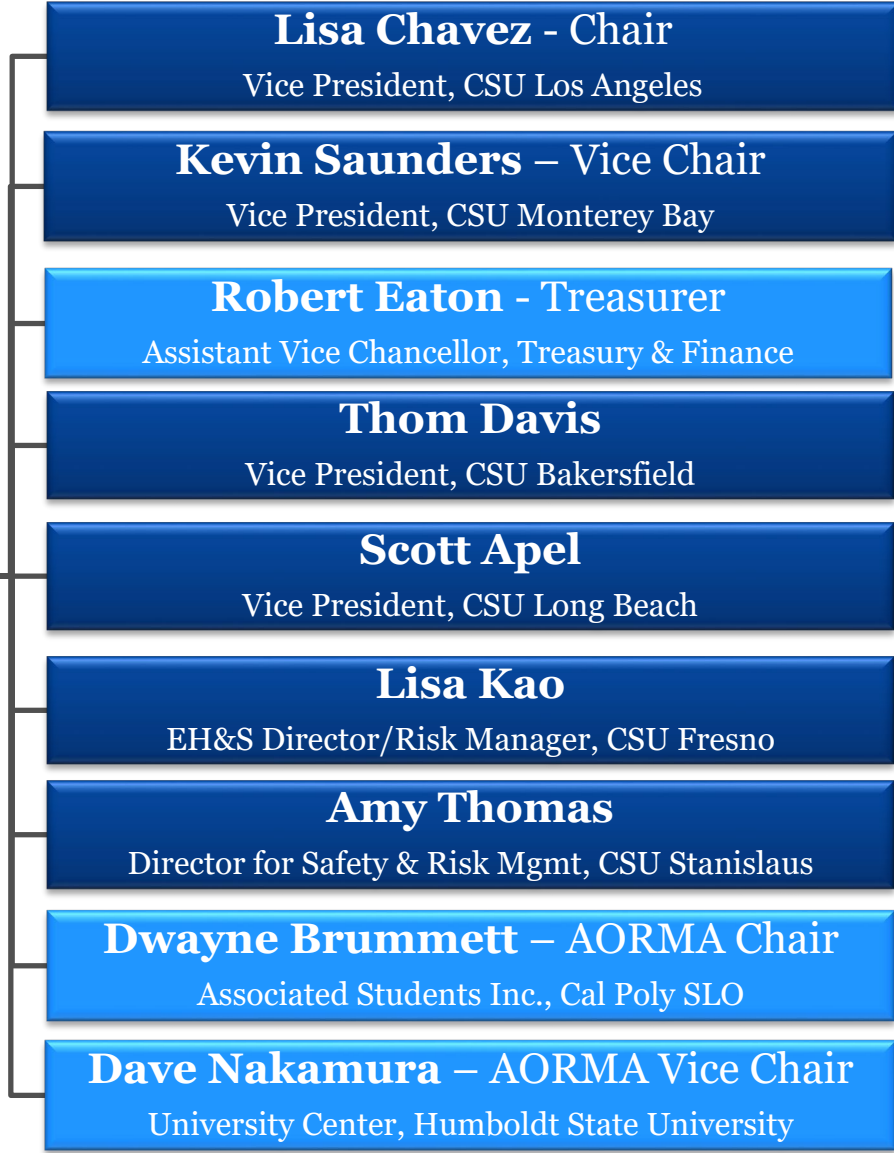 Lisa Chavez - Chair
Vice President, CSU Los Angeles
Kevin Saunders – Vice Chair
Vice President, CSU Monterey Bay
Robert Eaton - Treasurer
Assistant Vice Chancellor, Treasury & Finance
Thom Davis
Vice President, CSU Bakersfield
Scott Apel
Vice President, CSU Long Beach
Lisa Kao
EH&S Director/Risk Manager, CSU Fresno
Amy Thomas
Director for Safety & Risk Mgmt, CSU Stanislaus
Dwayne Brummett – AORMA Chair
Associated Students Inc., Cal Poly SLO
Dave Nakamura – AORMA Vice Chair
University Center, Humboldt State University